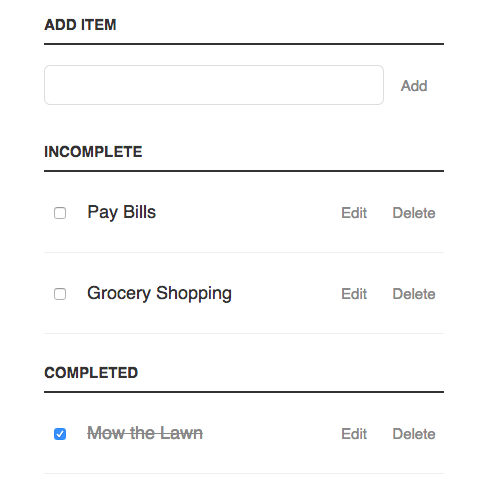 ADD ITEM
Add
INCOMPLETE
Pay Bills Edit Delete
Grocery Shopping Edit Delete
COMPLETED
Mow the Lawn Edit Delete